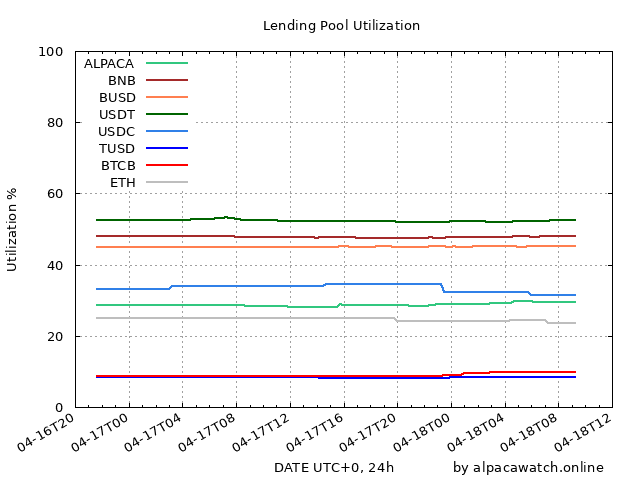 Lending Pool Utilization
100
80
60
40
20
0
Utilization %
ALPACA
BNB
BUSD
USDT
USDC
TUSD
BTCB
ETH
04-16T20
04-17T00
04-17T04
04-17T08
04-17T12
04-17T16
04-17T20
04-18T00
04-18T04
04-18T08
04-18T12
DATE UTC+0, 24h
by alpacawatch.online